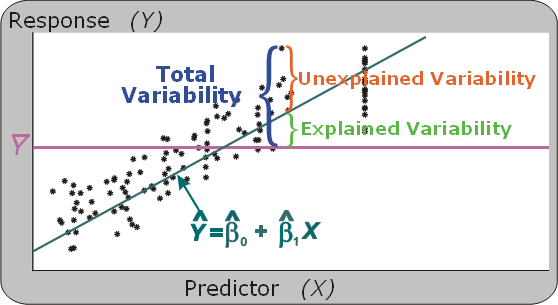 Response (Y)
Total
Variability
Unexplained Variability
Explained Variability
Y̅
Ŷ=β̂₀ + β̂₁X
Predictor (X)